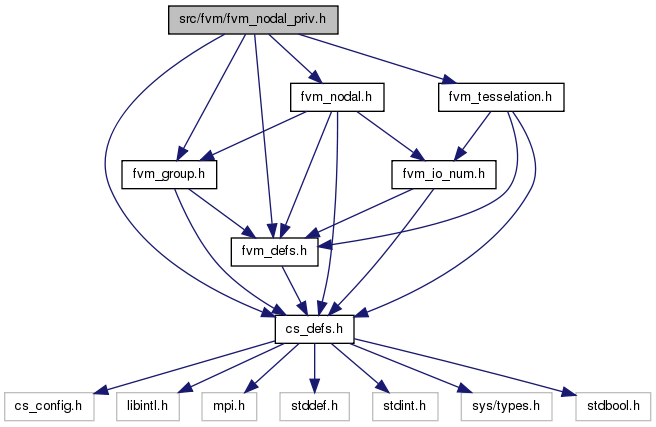 src/fvm/fvm_nodal_priv.h
fvm_nodal.h
fvm_tesselation.h
fvm_group.h
fvm_io_num.h
fvm_defs.h
cs_defs.h
cs_config.h
libintl.h
mpi.h
stddef.h
stdint.h
sys/types.h
stdbool.h